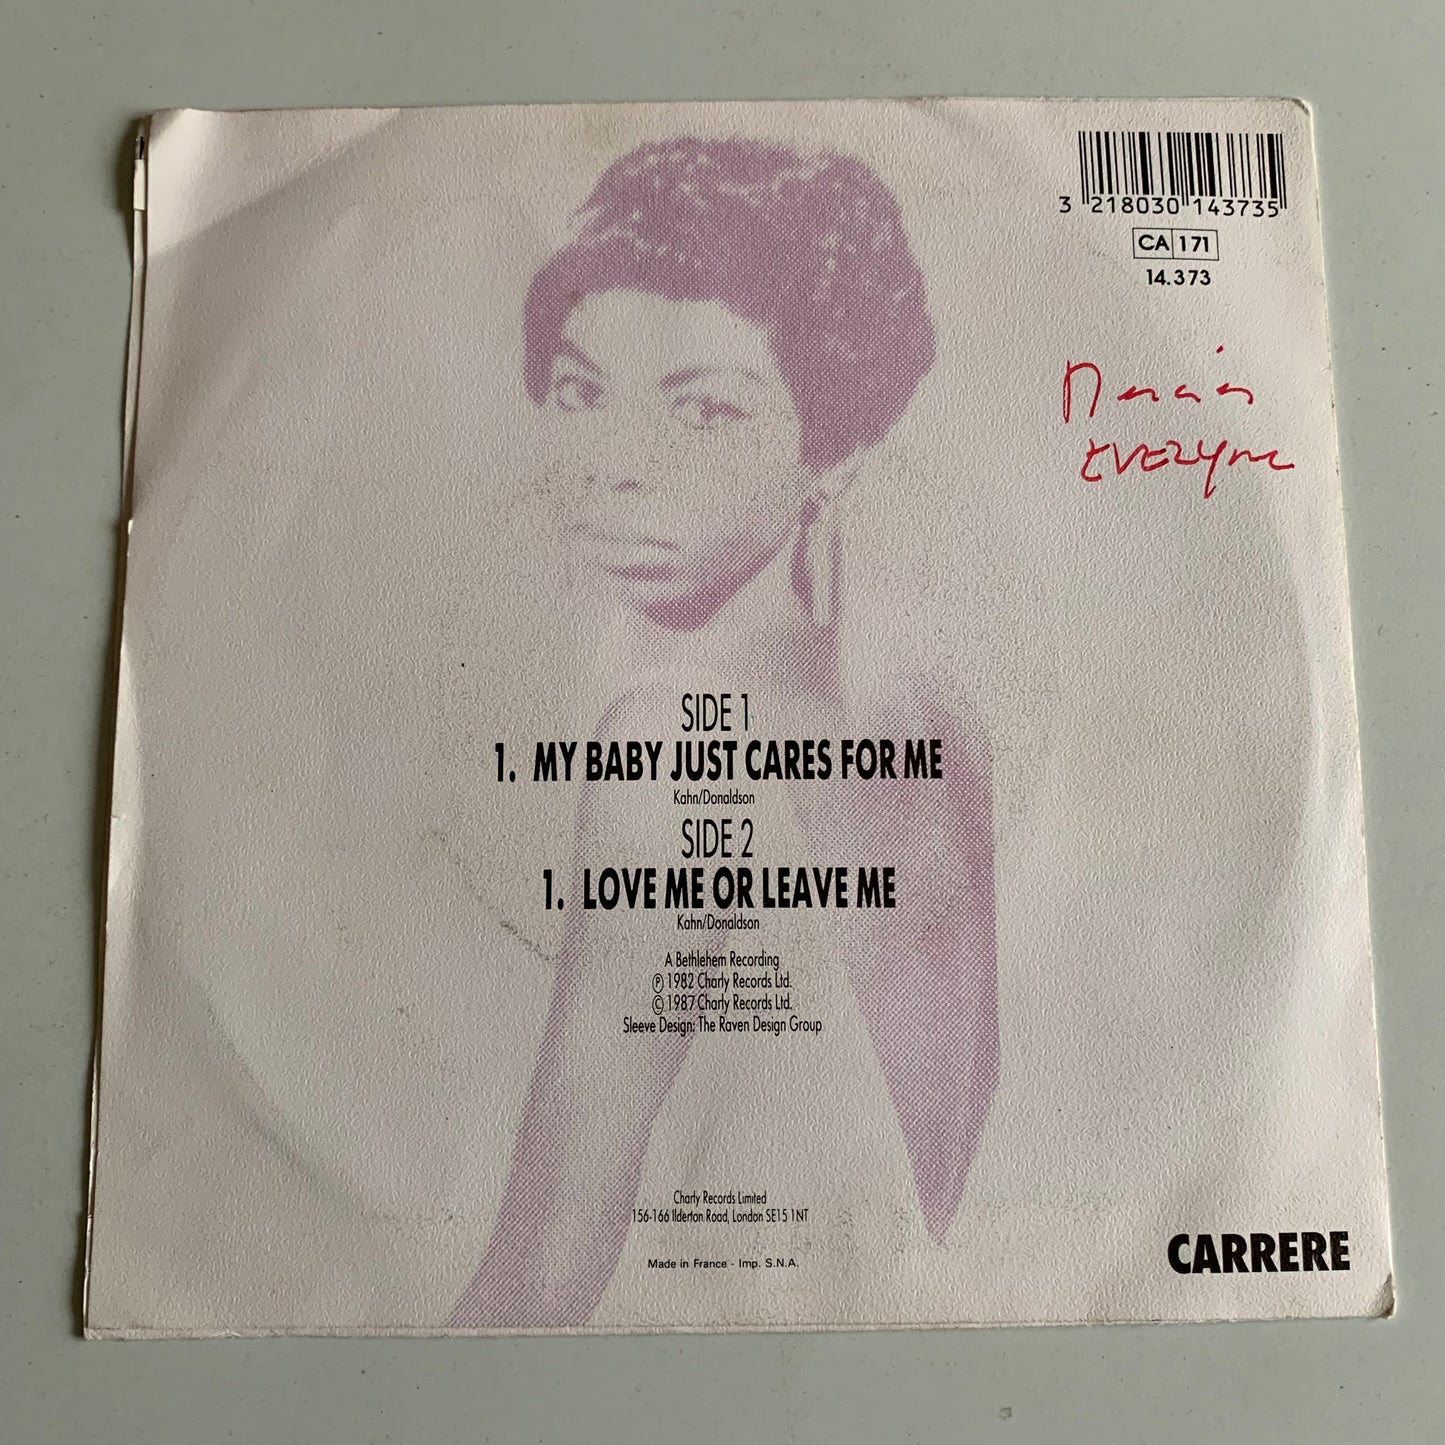 3 218030 143735
CA 171
14.373
EVELYNE
SIDE 1
1. MY BABY JUST CARES FOR ME
Kahn/Donaldson
SIDE 2
1. LOVE ME OR LEAVE ME
Kahn/Donaldson
A Bethlehem Recording
℗ 1982 Charly Records Ltd.
© 1987 Charly Records Ltd.
Sleeve Design: The Raven Design Group
Charly Records Limited
156-166 Ilderton Road, London SE15 1NT
Made in France - Imp. S.N.A.
CARRERE